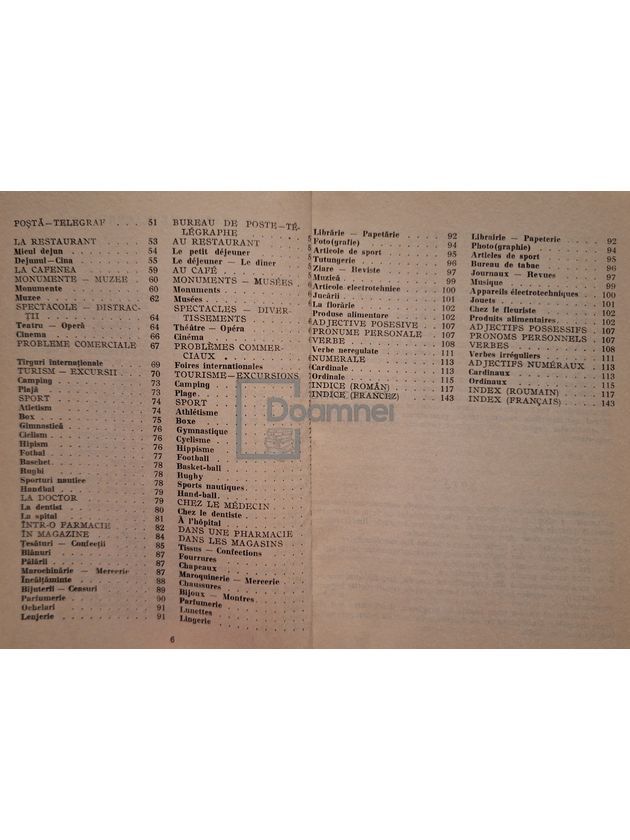 POȘTĂ—TELEGRAF . . . 51
LA RESTAURANT 53
Micul dejun 54
Dejunul—Cina 55
LA CAFENEA 59
MONUMENTE — MUZEE . 60
Monumente 60
Muzee 62
SPECTACOLE — DISTRAC-
ȚII 64
Teatru — Operă 64
Cinema 66
PROBLEME COMERCIALE 67
Tîrguri internaționale 69
TURISM — EXCURSII 70
Camping 73
Plajă 73
SPORT 74
Atletism 74
Box 75
Gimnastică 76
Ciclism 76
Hipism 76
Fotbal 77
Baschet 78
Rugbi 78
Sporturi nautice 78
Handbal 79
LA DOCTOR 79
La dentist 80
La spital 81
ÎNTR-O FARMACIE 82
ÎN MAGAZINE 84
Țesături — Confecții 85
Blănuri 87
Pălării 87
Marochinărie — Mercerie 87
Încălțăminte 88
Bijuterii — Ceasuri 89
Parfumerie 90
Ochelari 91
Lenjerie 91
6
BUREAU DE POSTE—TÉ-
LÉGRAPHE
AU RESTAURANT
Le petit déjeuner
Le déjeuner — Le dîner
AU CAFÉ
MONUMENTS — MUSÉES
Monuments
Musées
SPECTACLES — DIVER-
TISSEMENTS
Théâtre — Opéra
Cinéma
PROBLÈMES COMMER-
CIAUX
Foires internationales
TOURISME—EXCURSIONS
Camping
Plage
SPORT
Athlétisme
Boxe
Gymnastique
Cyclisme
Hippisme
Football
Basket-ball
Rugby
Sports nautiques
Hand-ball
CHEZ LE MÉDECIN
Chez le dentiste
À l'hôpital
DANS UNE PHARMACIE
DANS LES MAGASINS
Tissus — Confections
Fourrures
Chapeaux
Maroquinerie — Mercerie
Chaussures
Bijoux — Montres
Parfumerie
Lunettes
Lingerie
Librărie — Papetărie 92
Foto(grafie) 94
Articole de sport 95
Tutungerie 96
Ziare — Reviste 97
Muzică 99
Articole electrotehnice 100
Jucării 101
La florărie 102
Produse alimentare 102
ADJECTIVE POSESIVE 107
PRONUME PERSONALE 107
VERBE 108
Verbe neregulate 111
NUMERALE 113
Cardinale 113
Ordinale 115
INDICE (ROMÂN) 117
INDICE (FRANCEZ) 143
Librairie — Papeterie 92
Photo(graphie) 94
Articles de sport 95
Bureau de tabac 96
Journaux — Revues 97
Musique 99
Appareils électrotechniques 100
Jouets 101
Chez le fleuriste 102
Produits alimentaires 102
ADJECTIFS POSSESSIFS 107
PRONOMS PERSONNELS 107
VERBES 108
Verbes irréguliers 111
ADJECTIFS NUMÉRAUX 113
Cardinaux 113
Ordinaux 115
INDEX (ROUMAIN) 117
INDEX (FRANÇAIS) 143
Doamnei